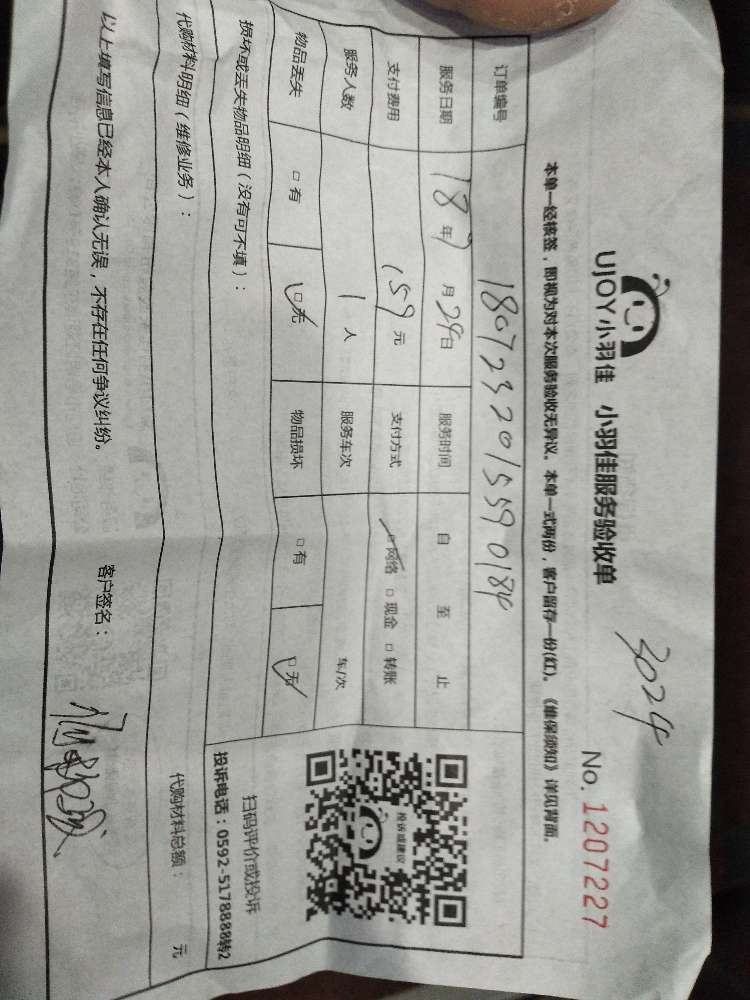 UJOY小羽佳 小羽佳服务验收单
3024
No. 1207227
本单一经核签，即视为对本次服务验收无异议。本单一式两份，客户留存一份(红)。《维保须知》详见背面.
订单编号 1807232015590184
服务日期 18年 7月 24日 服务时间 自 至 止
支付费用 159元 支付方式 ☑网络 □现金 □转账
服务人数 1人 服务车次 车/次
物品丢失 □有 ☑无 物品损坏 □有 ☑无
损坏或丢失物品明细（没有可不填）：
投诉或建议
扫码评价或投诉
投诉电话：0592-5178888转2
代购材料明细（维修业务）： 代购材料总额： 元
以上填写信息已经本人确认无误，不存在任何争议纠纷。 客户签名：